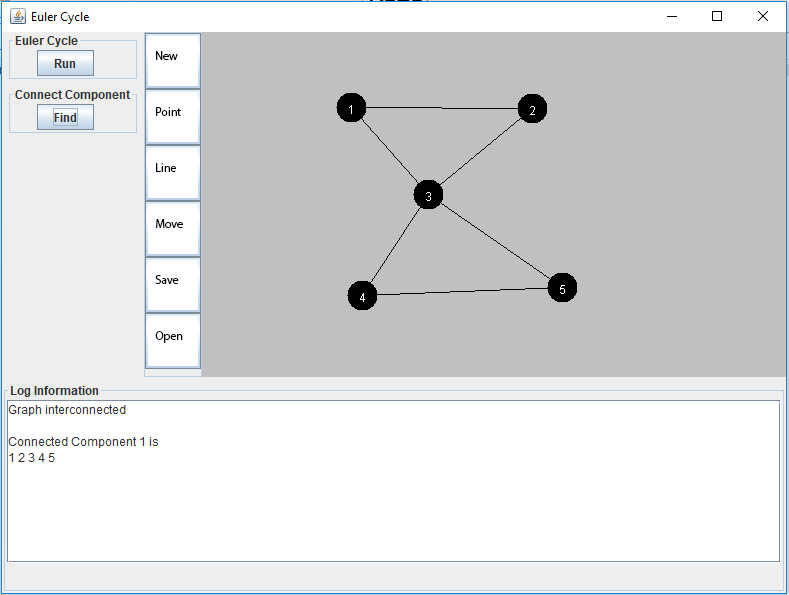 Euler Cycle
Euler Cycle
Run
Connect Component
Find
New
Point
Line
Move
Save
Open
1
2
3
4
5
Log Information
Graph interconnected
Connected Component 1 is
1 2 3 4 5